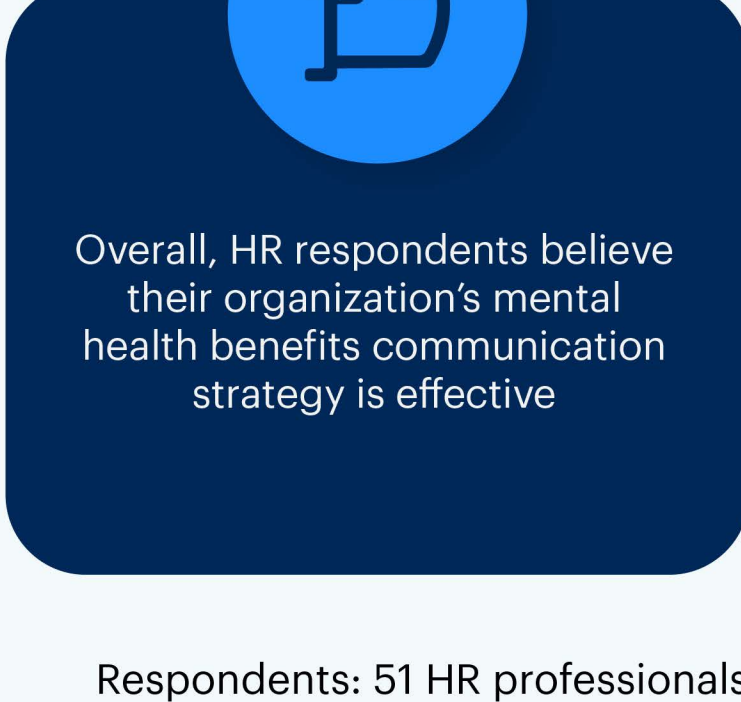 Overall, HR respondents believe
their organization’s mental
health benefits communication
strategy is effective
Respondents: 51 HR professionals